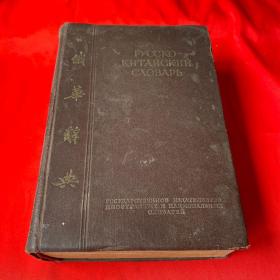 俄華辭典
РУССКО
КИТАЙСКИЙ
СЛОВАРЬ
ГОСУДАРСТВЕННОЕ ИЗДАТЕЛЬСТВО
ИНОСТРАННЫХ И НАЦИОНАЛЬНЫХ
СЛОВАРЕЙ